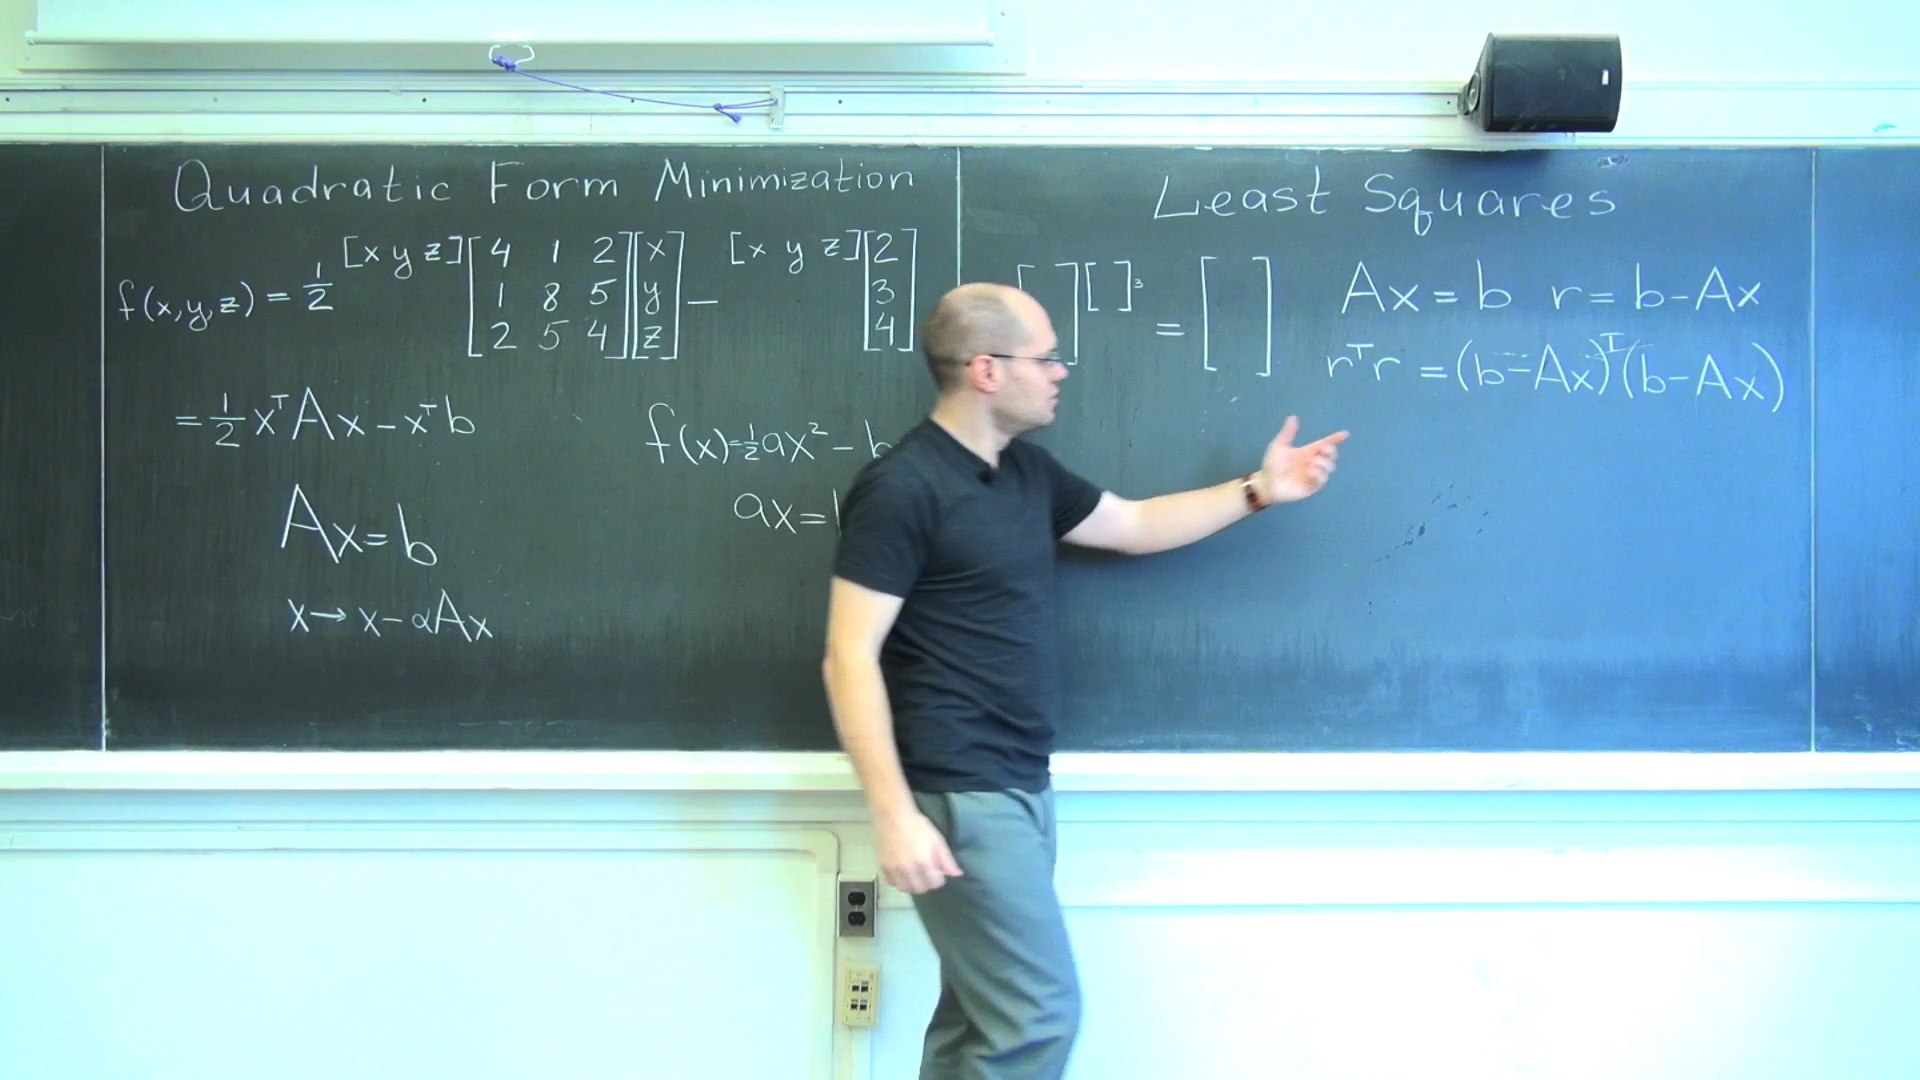 Quadratic Form Minimization
f(x,y,z) = 1/2 [x y z] [4 1 2; 1 8 5; 2 5 4] [x; y; z] − [x y z] [2; 3; 4]
= 1/2 xᵀAx − xᵀb
Ax = b
x → x − αAx
f(x) = 1/2 ax² − b
ax =
Least Squares
[ ] [ ]³ = [ ]
Ax = b r = b − Ax
rᵀr = (b − Ax)ᵀ(b − Ax)